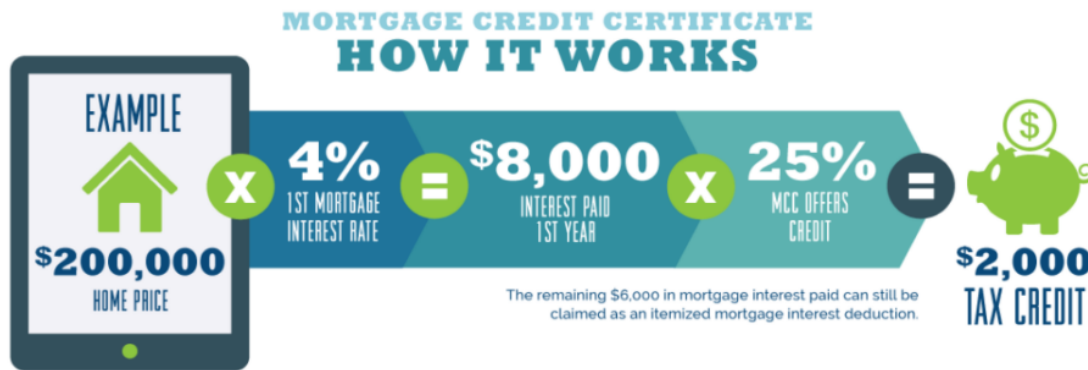 MORTGAGE CREDIT CERTIFICATE
HOW IT WORKS
EXAMPLE
$200,000
HOME PRICE
X
4%
1ST MORTGAGE
INTEREST RATE
=
$8,000
INTEREST PAID
1ST YEAR
X
25%
MCC OFFERS
CREDIT
=
$
$2,000
TAX CREDIT
The remaining $6,000 in mortgage interest paid can still be
claimed as an itemized mortgage interest deduction.